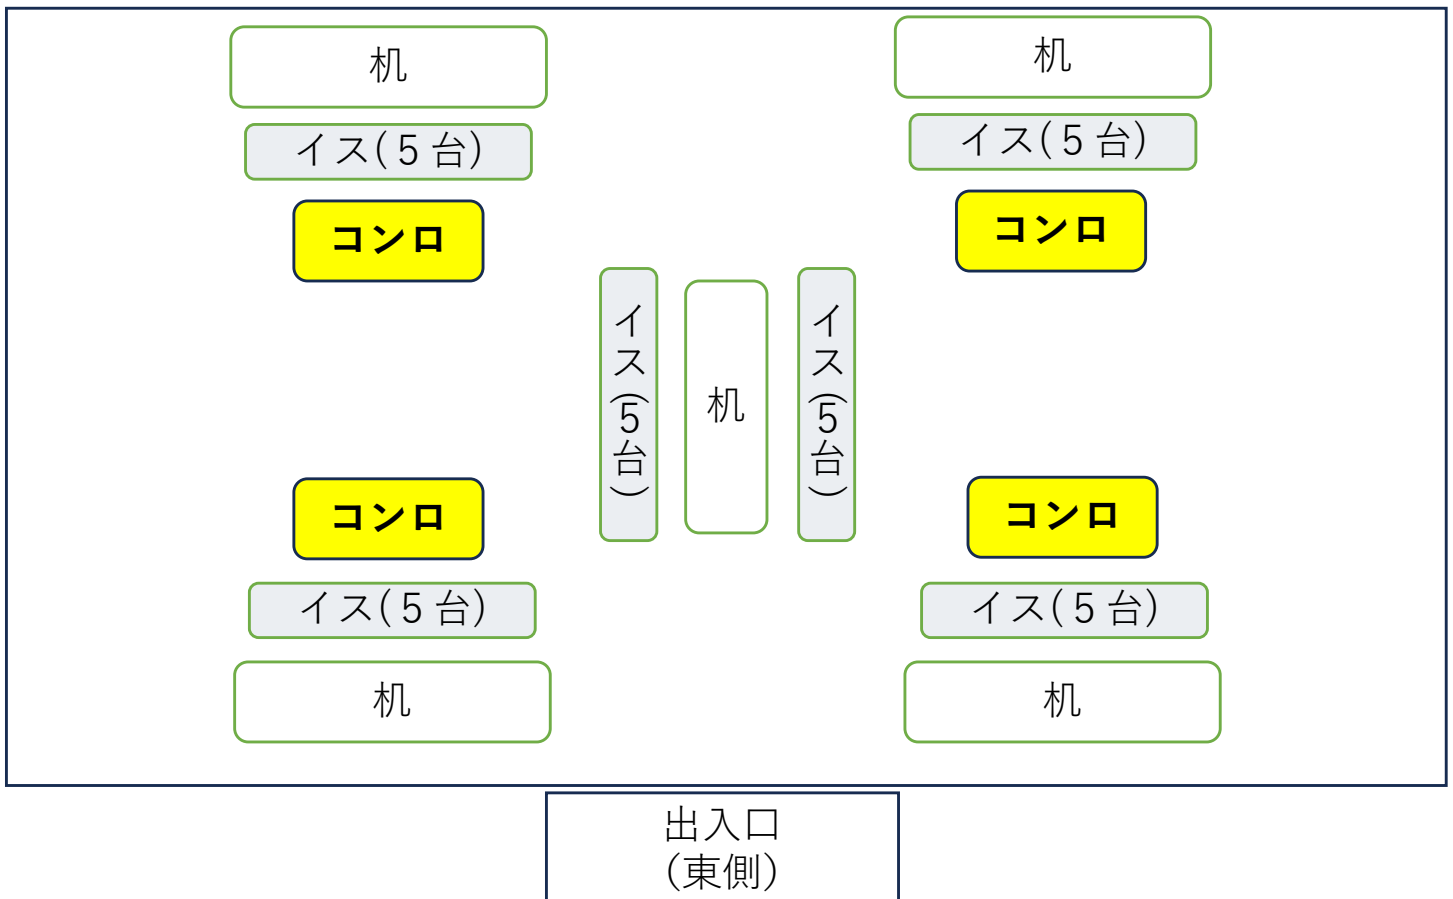 机
机
イス(5台)
イス(5台)
コンロ
コンロ
イス(5台)
机
イス(5台)
コンロ
コンロ
イス(5台)
イス(5台)
机
机
出入口
(東側)